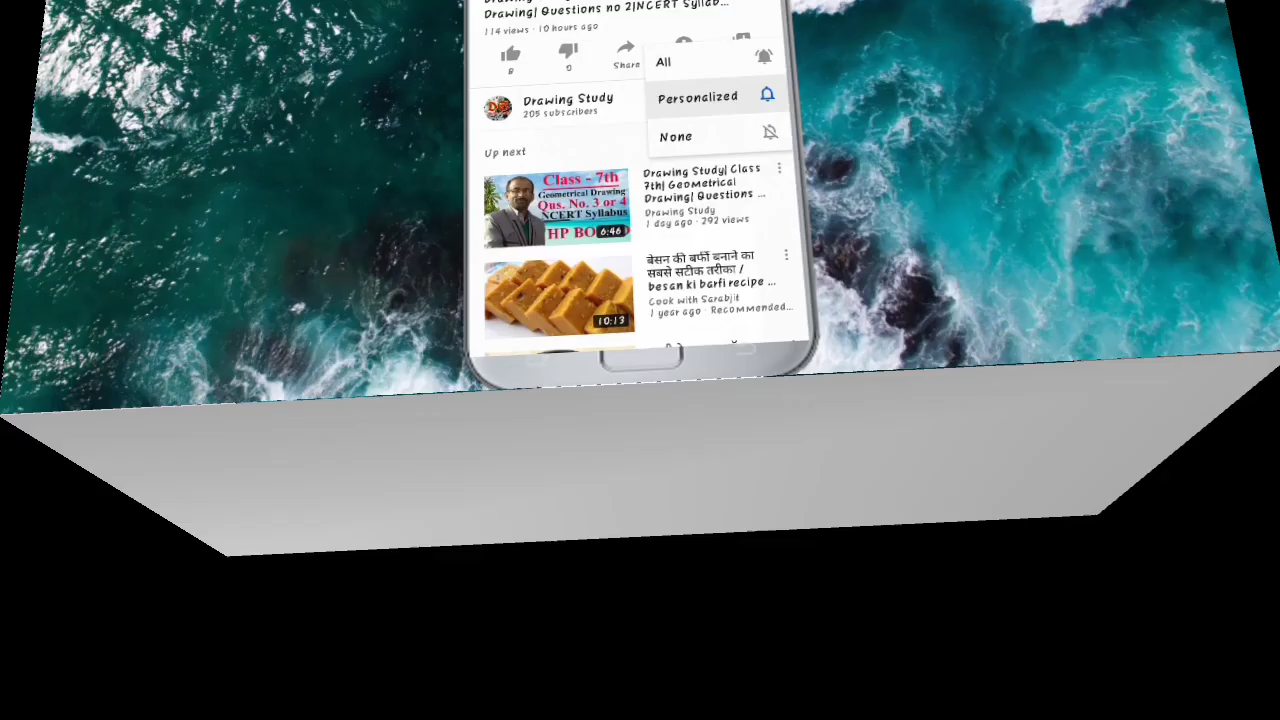 Drawing| Questions no 2|NCERT Syllab...
114 views · 10 hours ago
8
0
Share
All
Personalized
None
Drawing Study
205 subscribers
Up next
Class - 7th
Geometrical Drawing
Qus. No. 3 or 4
NCERT Syllabus
HP BO
6:46
Drawing Study| Class
7th| Geometrical
Drawing| Questions ...
Drawing Study
1 day ago · 292 views
10:13
बेसन की बर्फी बनाने का
सबसे सटीक तरीका /
besan ki barfi recipe ...
Cook with Sarabjit
1 year ago · Recommended...